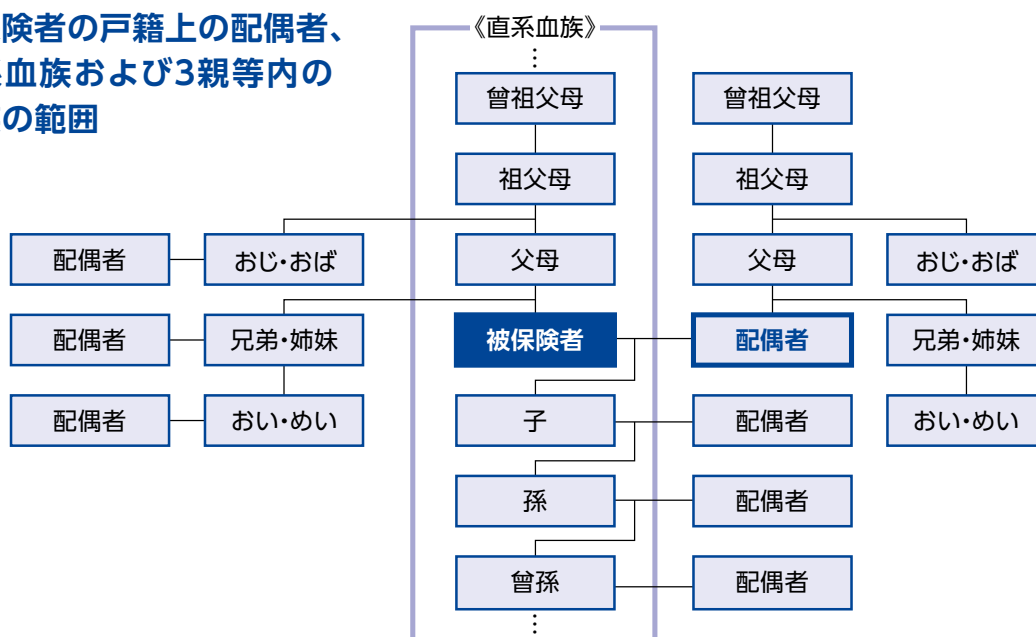 険者の戸籍上の配偶者、
血族および3親等内の
の範囲
《直系血族》
⋮
曾祖父母 曾祖父母
祖父母 祖父母
配偶者 おじ・おば 父母 父母 おじ・おば
配偶者 兄弟・姉妹 被保険者 配偶者 兄弟・姉妹
配偶者 おい・めい 子 配偶者 おい・めい
孫 配偶者
曾孫 配偶者
⋮